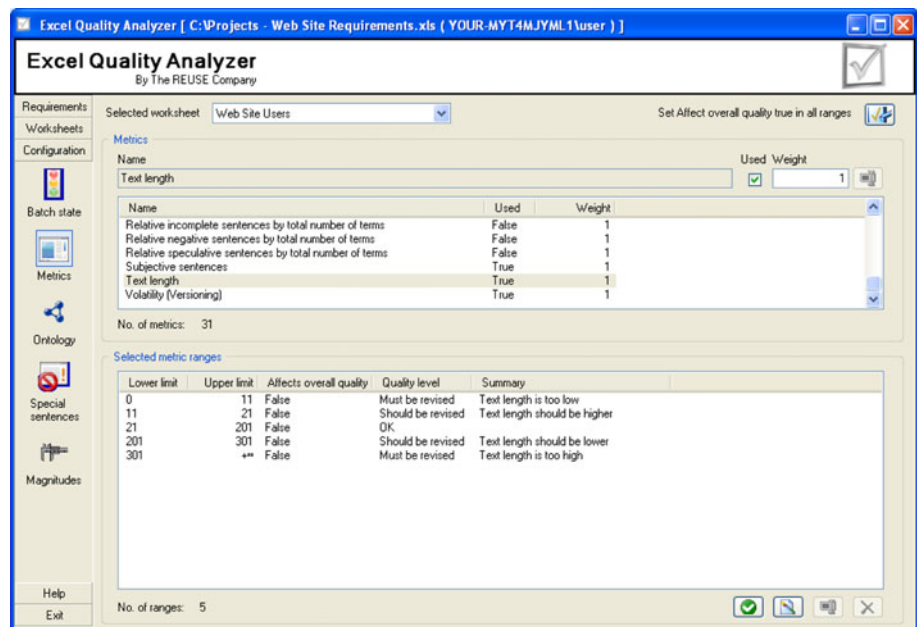 Excel Quality Analyzer [ C:\Projects - Web Site Requirements.xls ( YOUR-MYT4MJYML1\user ) ]
Excel Quality Analyzer
By The REUSE Company
Requirements
Worksheets
Configuration
Batch state
Metrics
Ontology
Special
sentences
Magnitudes
Help
Exit
Selected worksheet Web Site Users Set Affect overall quality true in all ranges
Metrics
Name Used Weight
Text length 1
Name Used Weight
Relative incomplete sentences by total number of terms False 1
Relative negative sentences by total number of terms False 1
Relative speculative sentences by total number of terms False 1
Subjective sentences True 1
Text length True 1
Volatility (Versioning) True 1
No. of metrics: 31
Selected metric ranges
Lower limit Upper limit Affects overall quality Quality level Summary
0 11 False Must be revised Text length is too low
11 21 False Should be revised Text length should be higher
21 201 False OK
201 301 False Should be revised Text length should be lower
301 +∞ False Must be revised Text length is too high
No. of ranges: 5